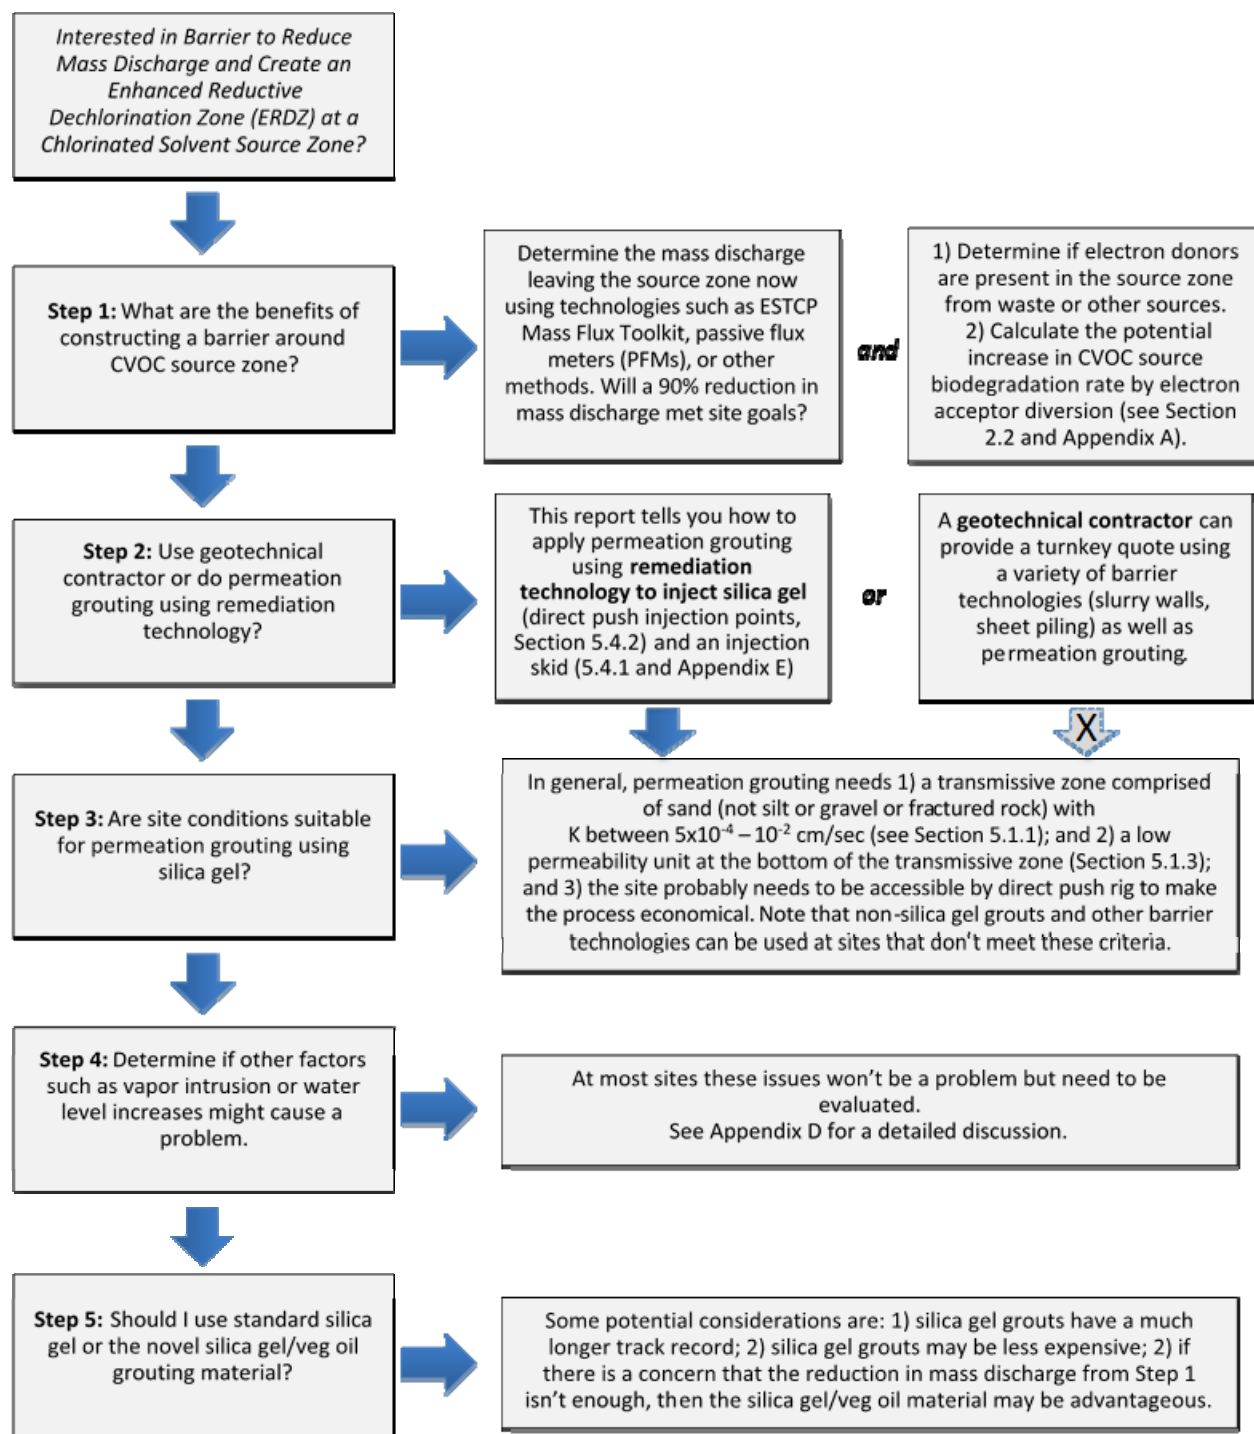 Interested in Barrier to Reduce
Mass Discharge and Create an
Enhanced Reductive
Dechlorination Zone (ERDZ) at a
Chlorinated Solvent Source Zone?
Step 1: What are the benefits of
constructing a barrier around
CVOC source zone?
Determine the mass discharge
leaving the source zone now
using technologies such as ESTCP
Mass Flux Toolkit, passive flux
meters (PFMs), or other
methods. Will a 90% reduction in
mass discharge met site goals?
and
1) Determine if electron donors
are present in the source zone
from waste or other sources.
2) Calculate the potential
increase in CVOC source
biodegradation rate by electron
acceptor diversion (see Section
2.2 and Appendix A).
Step 2: Use geotechnical
contractor or do permeation
grouting using remediation
technology?
This report tells you how to
apply permeation grouting
using remediation
technology to inject silica gel
(direct push injection points,
Section 5.4.2) and an injection
skid (5.4.1 and Appendix E)
or
A geotechnical contractor can
provide a turnkey quote using
a variety of barrier
technologies (slurry walls,
sheet piling) as well as
permeation grouting.
X
Step 3: Are site conditions suitable
for permeation grouting using
silica gel?
In general, permeation grouting needs 1) a transmissive zone comprised
of sand (not silt or gravel or fractured rock) with
K between 5x10⁻⁴ – 10⁻² cm/sec (see Section 5.1.1); and 2) a low
permeability unit at the bottom of the transmissive zone (Section 5.1.3);
and 3) the site probably needs to be accessible by direct push rig to make
the process economical. Note that non-silica gel grouts and other barrier
technologies can be used at sites that don't meet these criteria.
Step 4: Determine if other factors
such as vapor intrusion or water
level increases might cause a
problem.
At most sites these issues won't be a problem but need to be
evaluated.
See Appendix D for a detailed discussion.
Step 5: Should I use standard silica
gel or the novel silica gel/veg oil
grouting material?
Some potential considerations are: 1) silica gel grouts have a much
longer track record; 2) silica gel grouts may be less expensive; 2) if
there is a concern that the reduction in mass discharge from Step 1
isn't enough, then the silica gel/veg oil material may be advantageous.